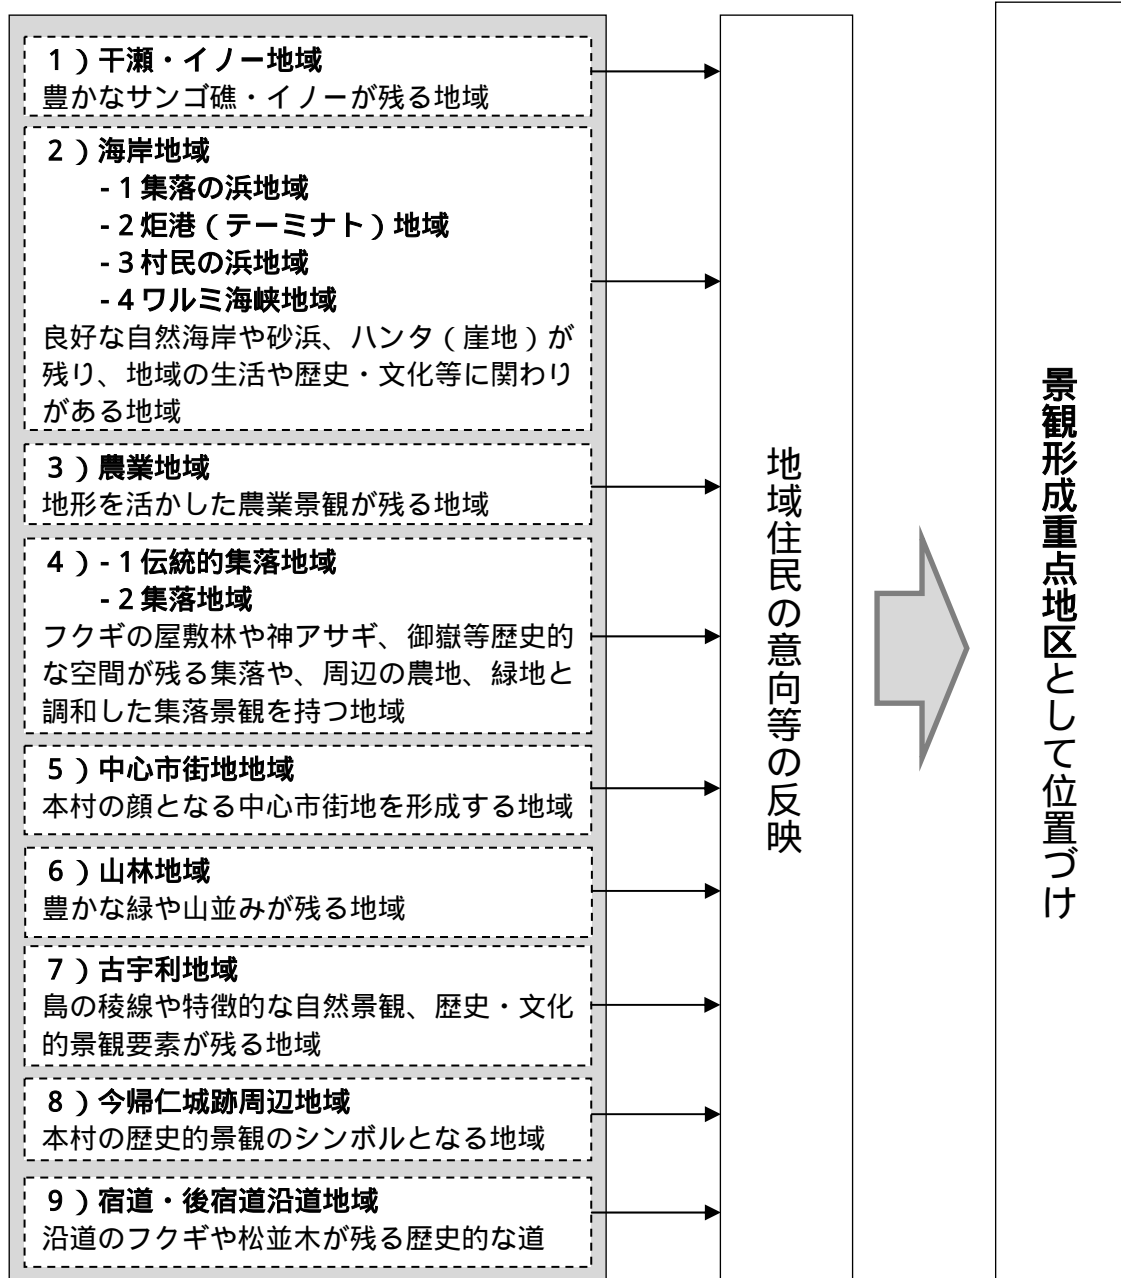 １）干瀬・イノー地域
豊かなサンゴ礁・イノーが残る地域
２）海岸地域
-１集落の浜地域
-２炬港（テーミナト）地域
-３村民の浜地域
-４ワルミ海峡地域
良好な自然海岸や砂浜、ハンタ（崖地）が
残り、地域の生活や歴史・文化等に関わり
がある地域
３）農業地域
地形を活かした農業景観が残る地域
４）-１伝統的集落地域
-２集落地域
フクギの屋敷林や神アサギ、御嶽等歴史的
な空間が残る集落や、周辺の農地、緑地と
調和した集落景観を持つ地域
５）中心市街地地域
本村の顔となる中心市街地を形成する地域
６）山林地域
豊かな緑や山並みが残る地域
７）古宇利地域
島の稜線や特徴的な自然景観、歴史・文化
的景観要素が残る地域
８）今帰仁城跡周辺地域
本村の歴史的景観のシンボルとなる地域
９）宿道・後宿道沿道地域
沿道のフクギや松並木が残る歴史的な道
地域住民の意向等の反映
景観形成重点地区として位置づけ